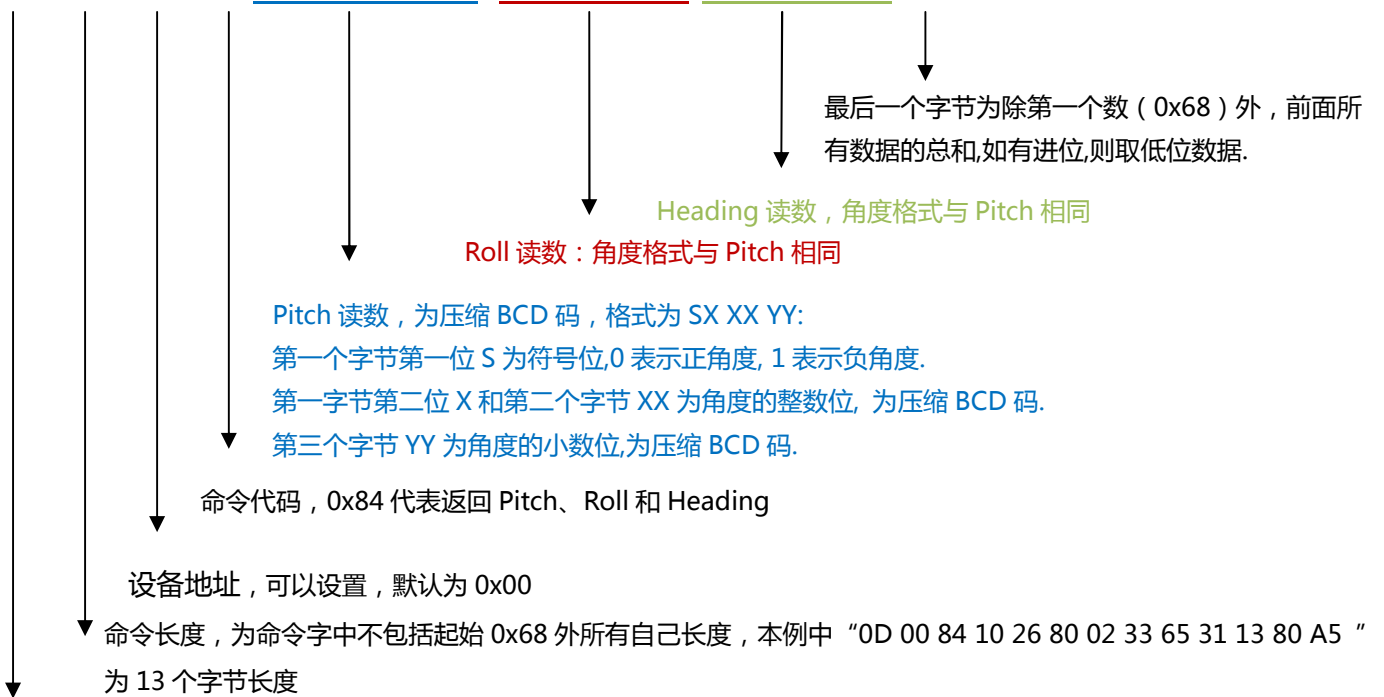 最后一个字节为除第一个数（0x68）外，前面所
有数据的总和,如有进位,则取低位数据.
Heading 读数，角度格式与 Pitch 相同
Roll 读数：角度格式与 Pitch 相同
Pitch 读数，为压缩 BCD 码，格式为 SX XX YY:
第一个字节第一位 S 为符号位,0 表示正角度, 1 表示负角度.
第一字节第二位 X 和第二个字节 XX 为角度的整数位, 为压缩 BCD 码.
第三个字节 YY 为角度的小数位,为压缩 BCD 码.
命令代码，0x84 代表返回 Pitch、Roll 和 Heading
设备地址，可以设置，默认为 0x00
命令长度，为命令字中不包括起始 0x68 外所有自己长度，本例中“0D 00 84 10 26 80 02 33 65 31 13 80 A5 ”
为 13 个字节长度